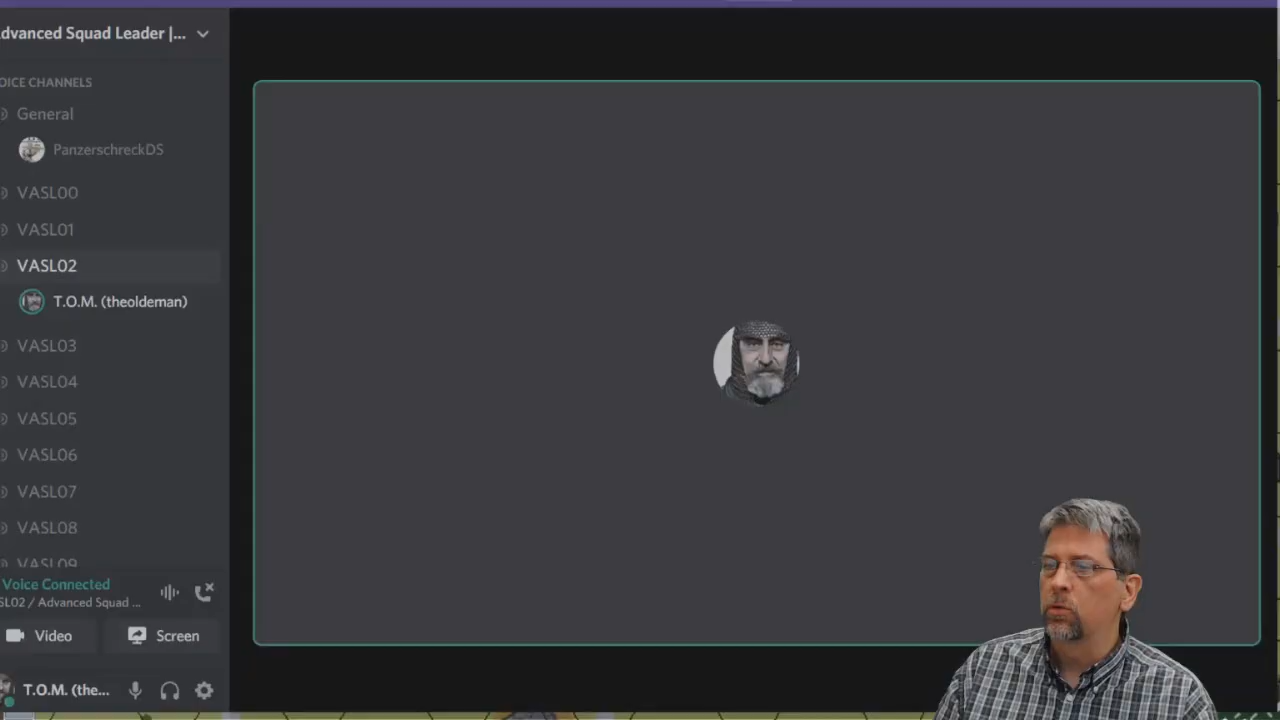 dvanced Squad Leader |...
OICE CHANNELS
General
PanzerschreckDS
VASL00
VASL01
VASL02
T.O.M. (theoldeman)
VASL03
VASL04
VASL05
VASL06
VASL07
VASL08
VASL09
Voice Connected
SL02 / Advanced Squad ...
Video Screen
T.O.M. (the...